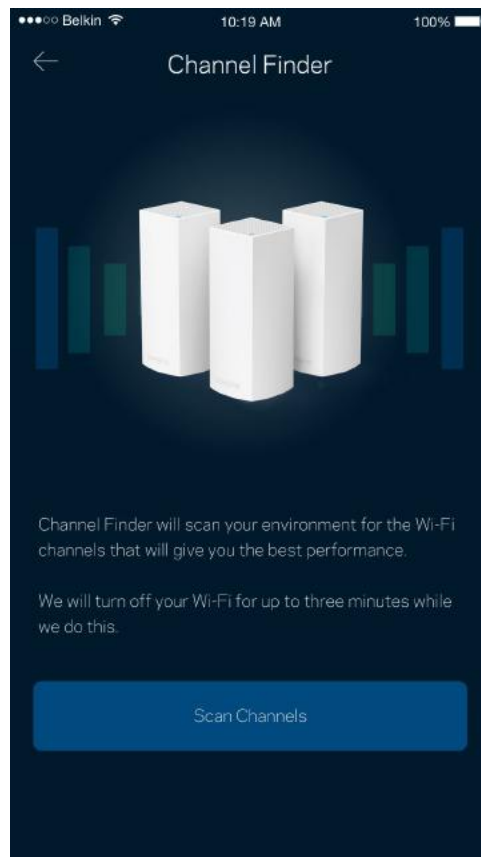 Belkin 10:19 AM 100%
Channel Finder
Channel Finder will scan your environment for the Wi-Fi
channels that will give you the best performance.
We will turn off your Wi-Fi for up to three minutes while
we do this.
Scan Channels